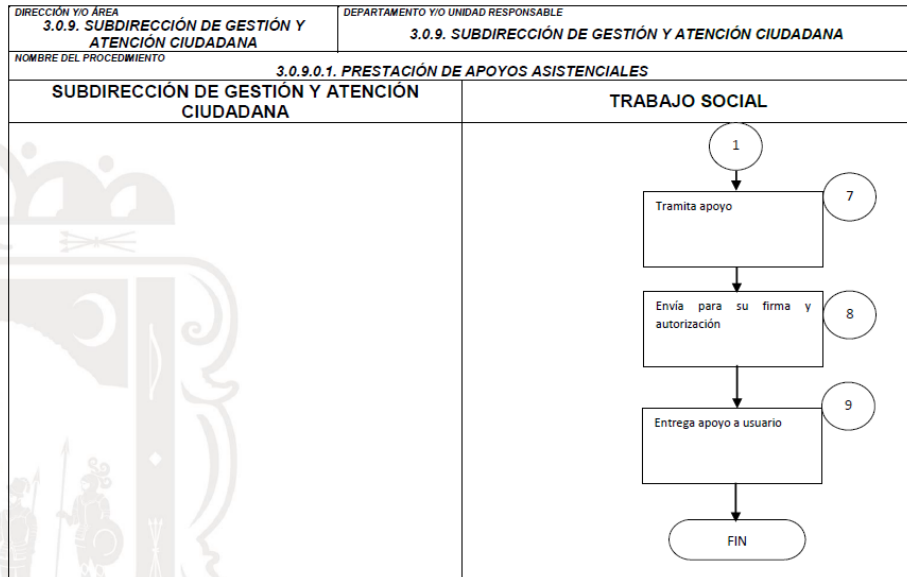 DIRECCIÓN Y/O ÁREA
3.0.9. SUBDIRECCIÓN DE GESTIÓN Y
ATENCIÓN CIUDADANA
DEPARTAMENTO Y/O UNIDAD RESPONSABLE
3.0.9. SUBDIRECCIÓN DE GESTIÓN Y ATENCIÓN CIUDADANA
NOMBRE DEL PROCEDIMIENTO
3.0.9.0.1. PRESTACIÓN DE APOYOS ASISTENCIALES
SUBDIRECCIÓN DE GESTIÓN Y ATENCIÓN
CIUDADANA
TRABAJO SOCIAL
1
Tramita apoyo
7
Envía para su firma y
autorización
8
Entrega apoyo a usuario
9
FIN